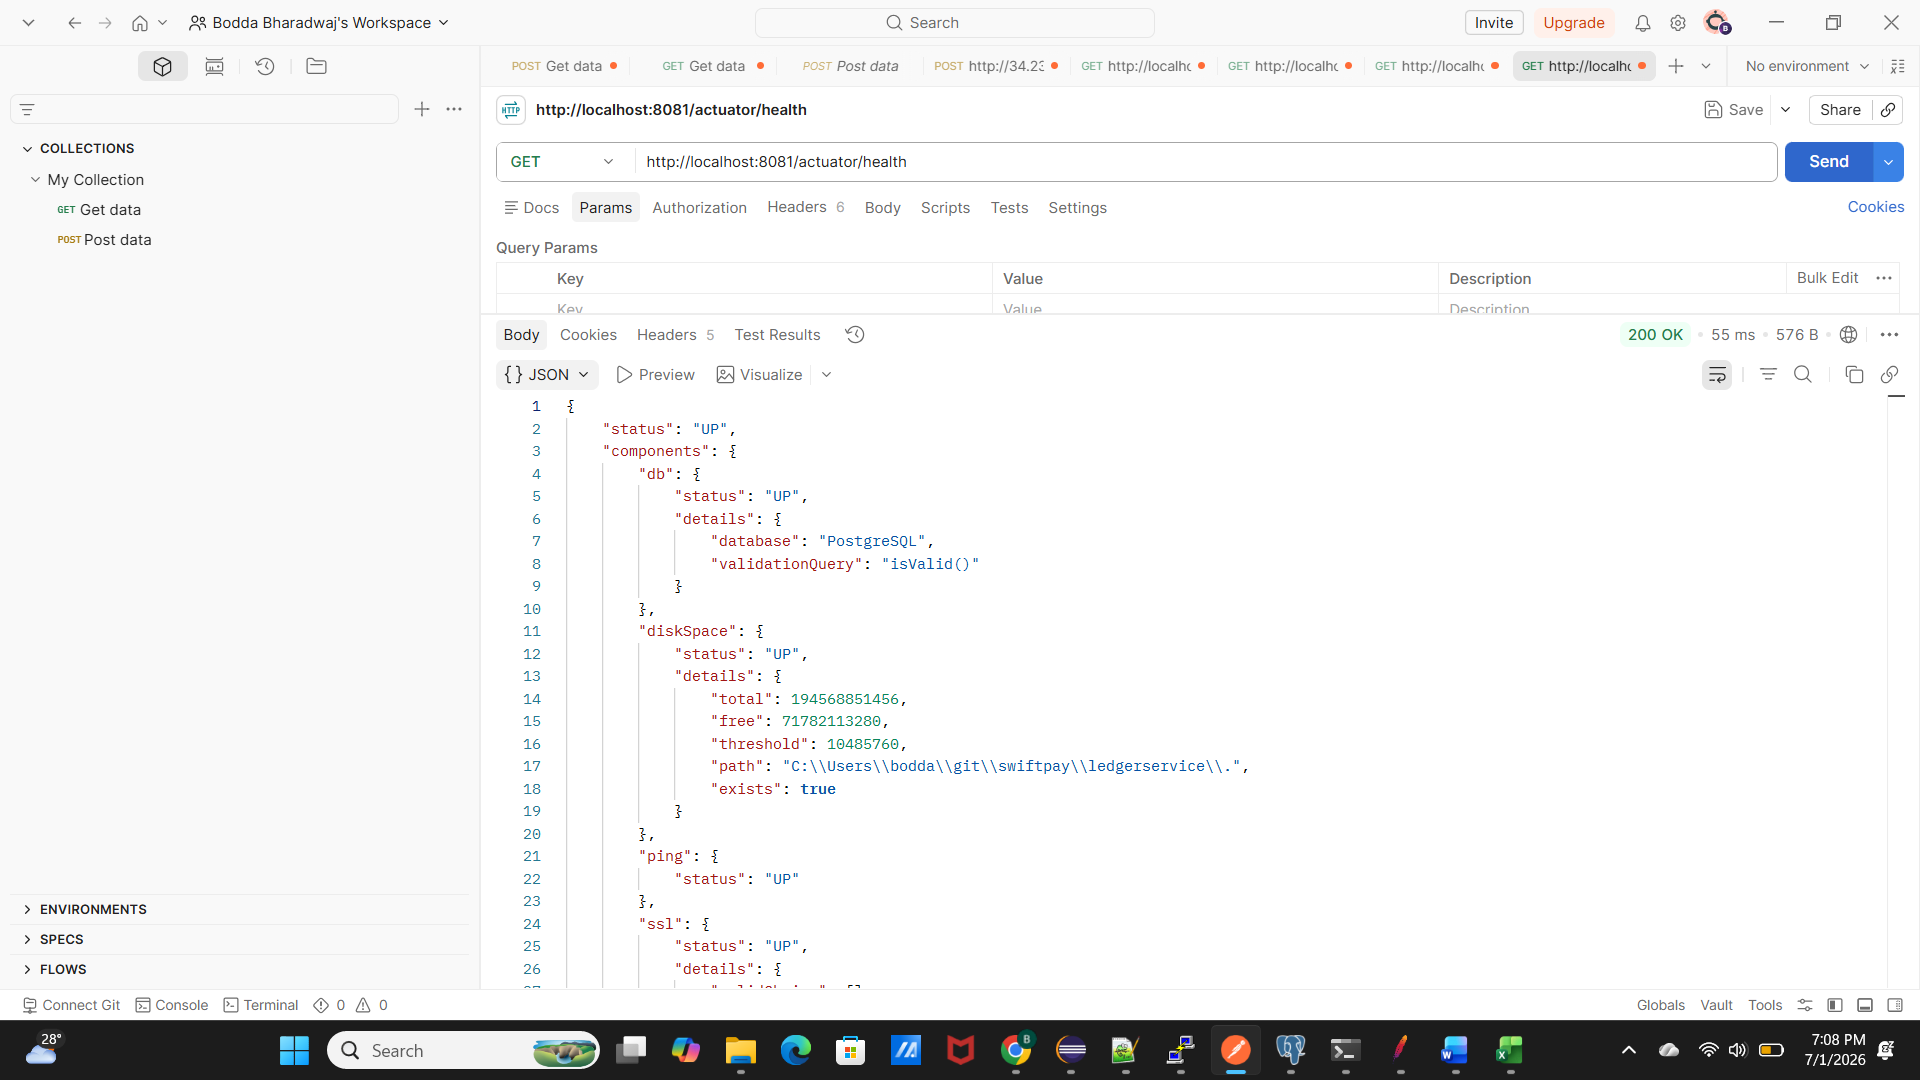 Bodda Bharadwaj's Workspace
Search
Invite
Upgrade
POST Get data
GET Get data
POST Post data
POST http://34.23
GET http://localhc
GET http://localhc
GET http://localhc
GET http://localhc
No environment
HTTP http://localhost:8081/actuator/health
Save
Share
COLLECTIONS
My Collection
GET Get data
POST Post data
GET http://localhost:8081/actuator/health
Send
Docs
Params
Authorization
Headers 6
Body
Scripts
Tests
Settings
Cookies
Query Params
Key Value Description Bulk Edit
Key Value Description
Body Cookies Headers 5 Test Results
200 OK • 55 ms • 576 B
{} JSON
Preview
Visualize
1 {
2 "status": "UP",
3 "components": {
4 "db": {
5 "status": "UP",
6 "details": {
7 "database": "PostgreSQL",
8 "validationQuery": "isValid()"
9 }
10 },
11 "diskSpace": {
12 "status": "UP",
13 "details": {
14 "total": 194568851456,
15 "free": 71782113280,
16 "threshold": 10485760,
17 "path": "C:\\Users\\bodda\\git\\swiftpay\\ledgerservice\\.",
18 "exists": true
19 }
20 },
21 "ping": {
22 "status": "UP"
23 },
24 "ssl": {
25 "status": "UP",
26 "details": {
ENVIRONMENTS
SPECS
FLOWS
Connect Git
Console
Terminal
0
0
Globals
Vault
Tools
28°
Search
7:08 PM
7/1/2026